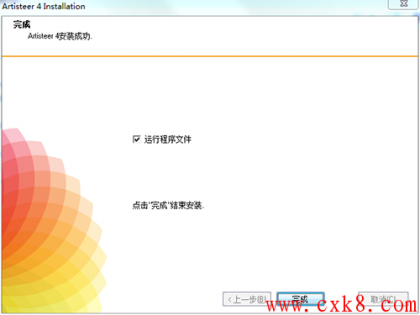 Artisteer 4 Installation
完成
Artisteer 4安装成功.
运行程序文件
点击"完成"结束安装.
<上一步(B) 完成 取消(C)
www.cxk8.com